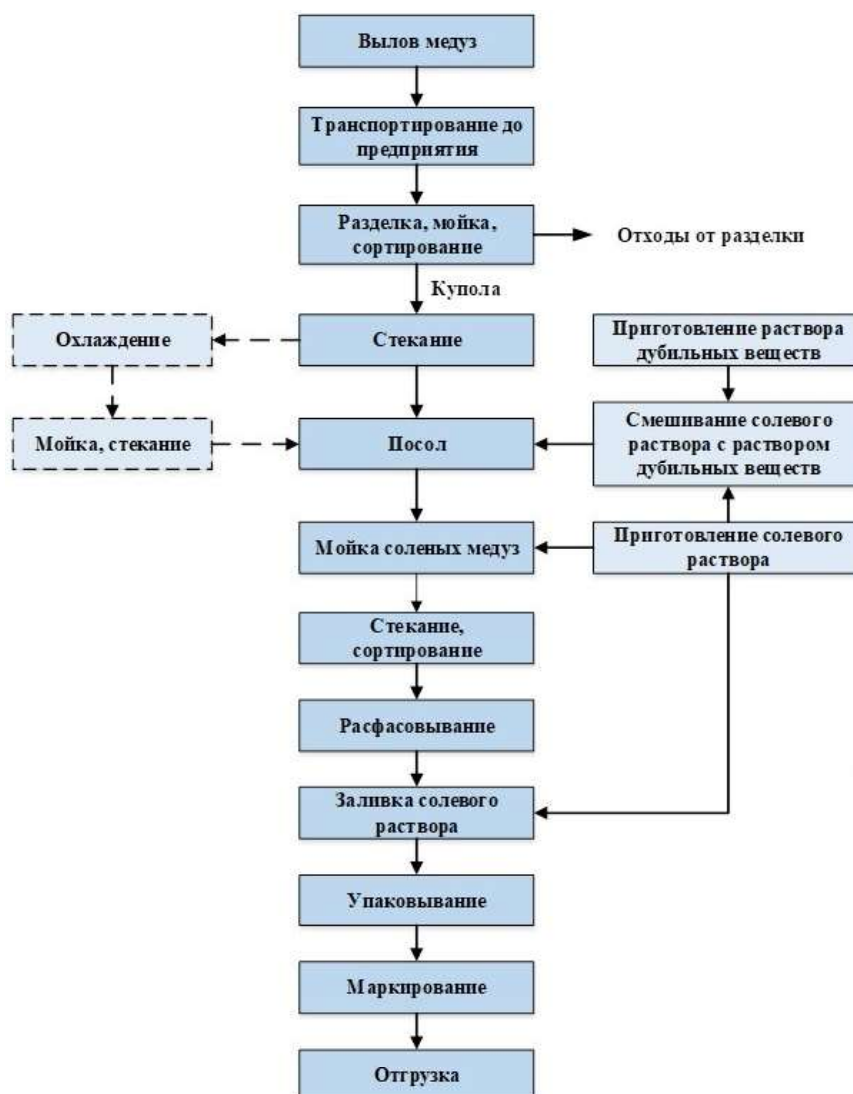 Вылов медуз
Транспортирование до
предприятия
Разделка, мойка,
сортирование
Отходы от разделки
Купола
Охлаждение
Стекание
Приготовление раствора
дубильных веществ
Мойка, стекание
Посол
Смешивание солевого
раствора с раствором
дубильных веществ
Мойка соленых медуз
Приготовление солевого
раствора
Стекание,
сортирование
Расфасовывание
Заливка солевого
раствора
Упаковывание
Маркирование
Отгрузка